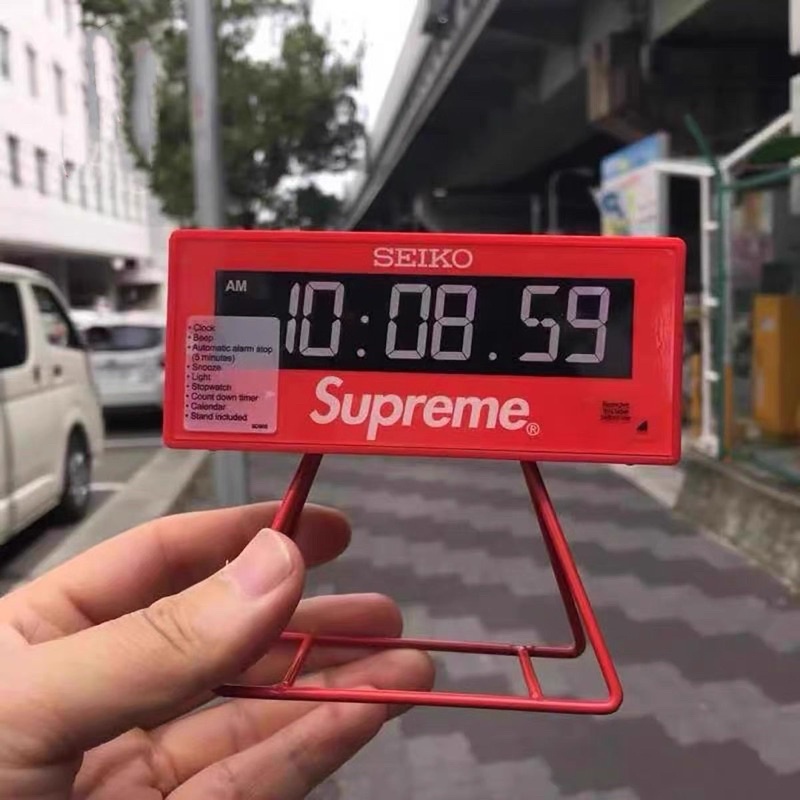 SEIKO
AM
10:08.59
• Clock
• Beep
• Automatic alarm stop
(5 minutes)
• Snooze
• Light
• Stopwatch
• Count down timer
• Calendar
• Stand included
Supreme®